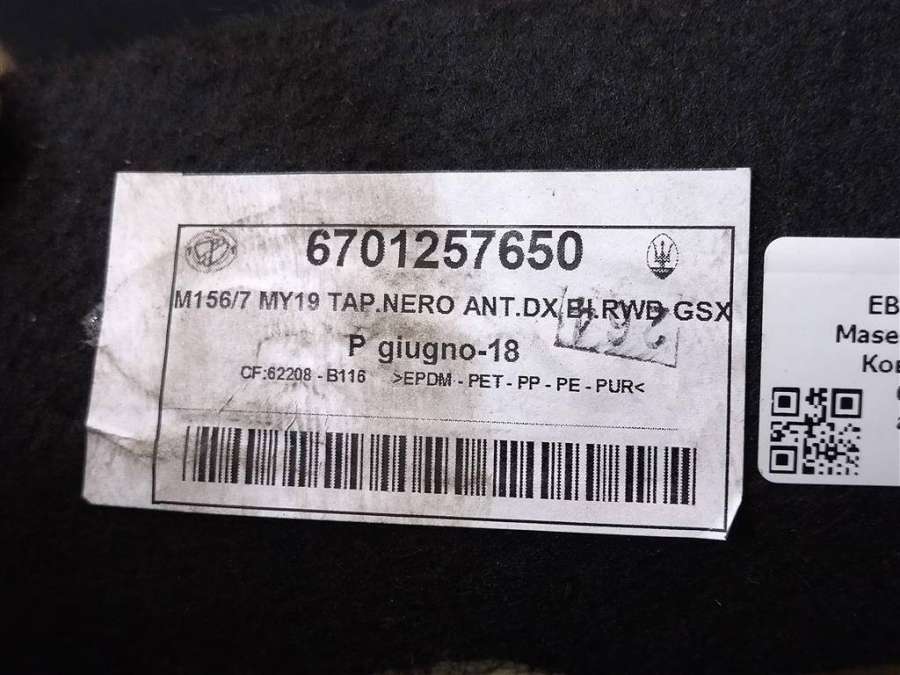 6701257650
M156/7 MY19 TAP.NERO ANT.DX/BI.RWD GSX
P giugno-18
CF:62208 - B116 >EPDM - PET - PP - PE - PUR<
EB
Mase
Ков